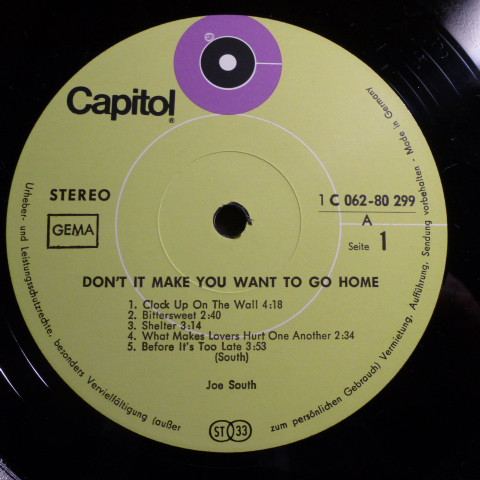 Capitol®
STEREO
GEMA
1 C 062-80 299
A
Seite 1
DON'T IT MAKE YOU WANT TO GO HOME
1. Clock Up On The Wall 4:18
2. Bittersweet 2:40
3. Shelter 3:14
4. What Makes Lovers Hurt One Another 2:34
5. Before It's Too Late 3:53
(South)
Joe South
ST 33
Urheber- und Leistungsschutzrechte, besonders Vervielfältigung (außer
zum persönlichen Gebrauch) Vermietung, Aufführung, Sendung vorbehalten - Made in Germany